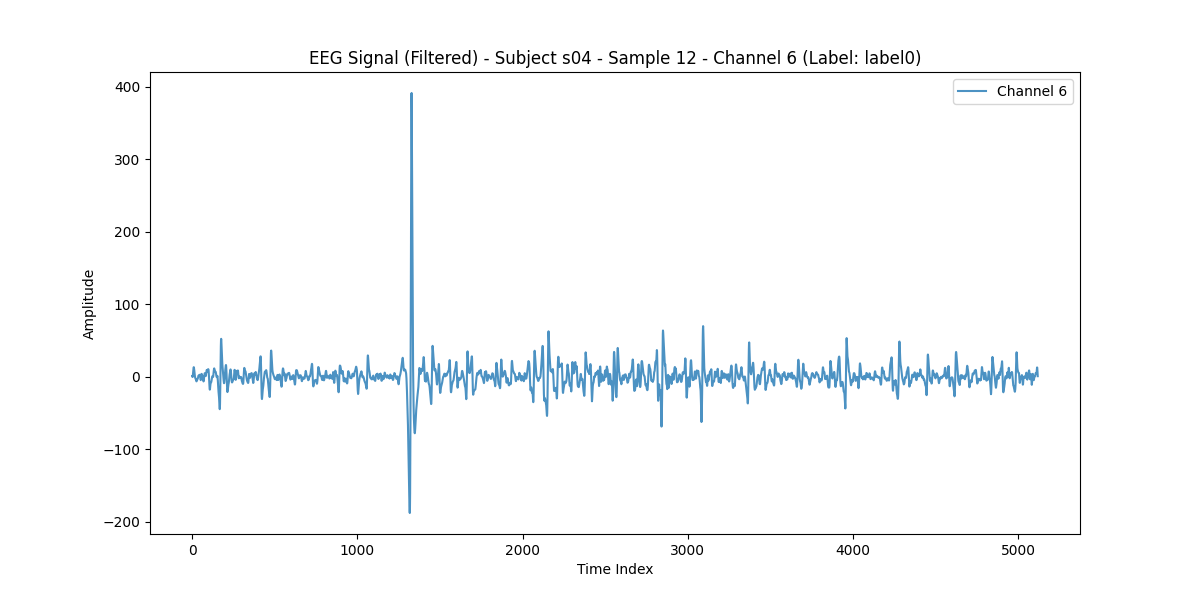 EEG Signal (Filtered) - Subject s04 - Sample 12 - Channel 6 (Label: label0)
Channel 6
400
300
200
100
0
−100
−200
Amplitude
0 1000 2000 3000 4000 5000
Time Index